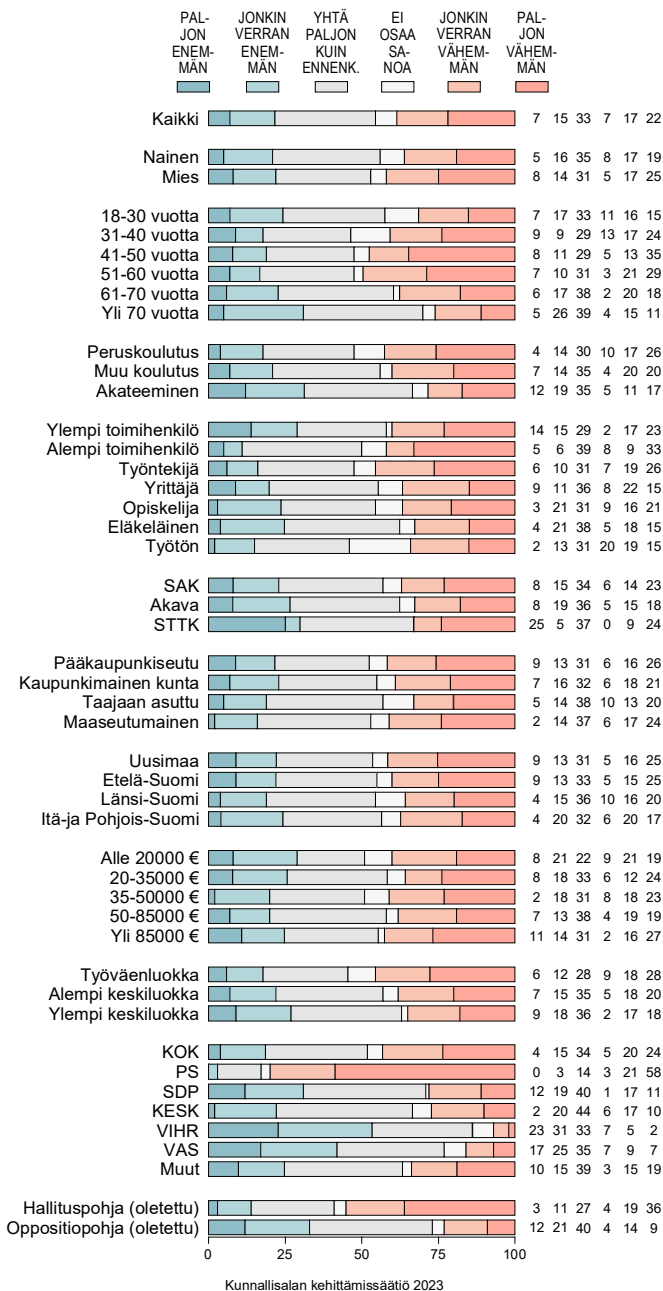 PAL- JONKIN YHTÄ EI JONKIN PAL-
JON VERRAN PALJON OSAA VERRAN JON
ENEM- ENEM- KUIN SA- VÄHEM- VÄHEM-
MÄN MÄN ENNENK. NOA MÄN MÄN
Kaikki 7 15 33 7 17 22
Nainen 5 16 35 8 17 19
Mies 8 14 31 5 17 25
18-30 vuotta 7 17 33 11 16 15
31-40 vuotta 9 9 29 13 17 24
41-50 vuotta 8 11 29 5 13 35
51-60 vuotta 7 10 31 3 21 29
61-70 vuotta 6 17 38 2 20 18
Yli 70 vuotta 5 26 39 4 15 11
Peruskoulutus 4 14 30 10 17 26
Muu koulutus 7 14 35 4 20 20
Akateeminen 12 19 35 5 11 17
Ylempi toimihenkilö 14 15 29 2 17 23
Alempi toimihenkilö 5 6 39 8 9 33
Työntekijä 6 10 31 7 19 26
Yrittäjä 9 11 36 8 22 15
Opiskelija 3 21 31 9 16 21
Eläkeläinen 4 21 38 5 18 15
Työtön 2 13 31 20 19 15
SAK 8 15 34 6 14 23
Akava 8 19 36 5 15 18
STTK 25 5 37 0 9 24
Pääkaupunkiseutu 9 13 31 6 16 26
Kaupunkimainen kunta 7 16 32 6 18 21
Taajaan asuttu 5 14 38 10 13 20
Maaseutumainen 2 14 37 6 17 24
Uusimaa 9 13 31 5 16 25
Etelä-Suomi 9 13 33 5 15 25
Länsi-Suomi 4 15 36 10 16 20
Itä-ja Pohjois-Suomi 4 20 32 6 20 17
Alle 20000 € 8 21 22 9 21 19
20-35000 € 8 18 33 6 12 24
35-50000 € 2 18 31 8 18 23
50-85000 € 7 13 38 4 19 19
Yli 85000 € 11 14 31 2 16 27
Työväenluokka 6 12 28 9 18 28
Alempi keskiluokka 7 15 35 5 18 20
Ylempi keskiluokka 9 18 36 2 17 18
KOK 4 15 34 5 20 24
PS 0 3 14 3 21 58
SDP 12 19 40 1 17 11
KESK 2 20 44 6 17 10
VIHR 23 31 33 7 5 2
VAS 17 25 35 7 9 7
Muut 10 15 39 3 15 19
Hallituspohja (oletettu) 3 11 27 4 19 36
Oppositiopohja (oletettu) 12 21 40 4 14 9
0 25 50 75 100
Kunnallisalan kehittämissäätiö 2023